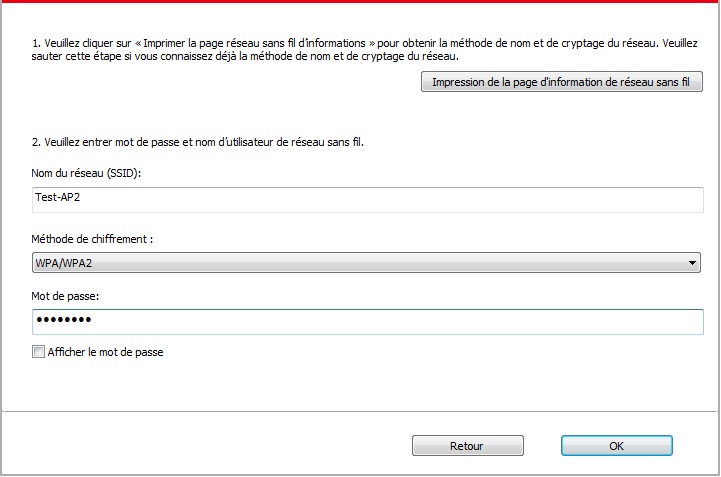 1. Veuillez cliquer sur « Imprimer la page réseau sans fil d'informations » pour obtenir la méthode de nom et de cryptage du réseau. Veuillez
sauter cette étape si vous connaissez déjà la méthode de nom et de cryptage du réseau.
Impression de la page d'information de réseau sans fil
2. Veuillez entrer mot de passe et nom d'utilisateur de réseau sans fil.
Nom du réseau (SSID):
Test-AP2
Méthode de chiffrement :
WPA/WPA2
Mot de passe:
••••••••
Afficher le mot de passe
Retour
OK